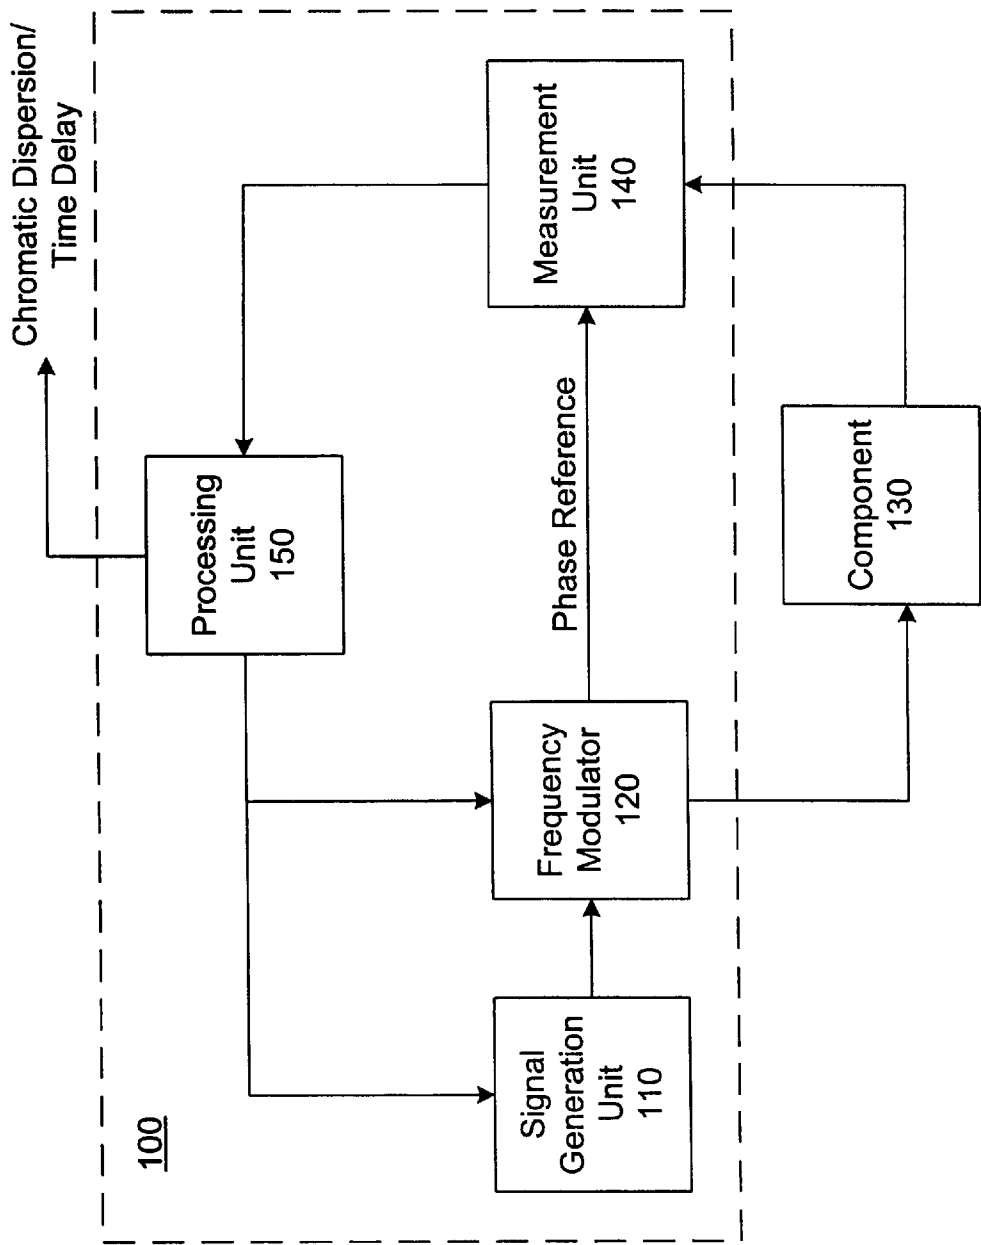 Chromatic Dispersion/
Time Delay
100
Processing
Unit
150
Signal
Generation
Unit
110
Frequency
Modulator
120
Phase Reference
Measurement
Unit
140
Component
130